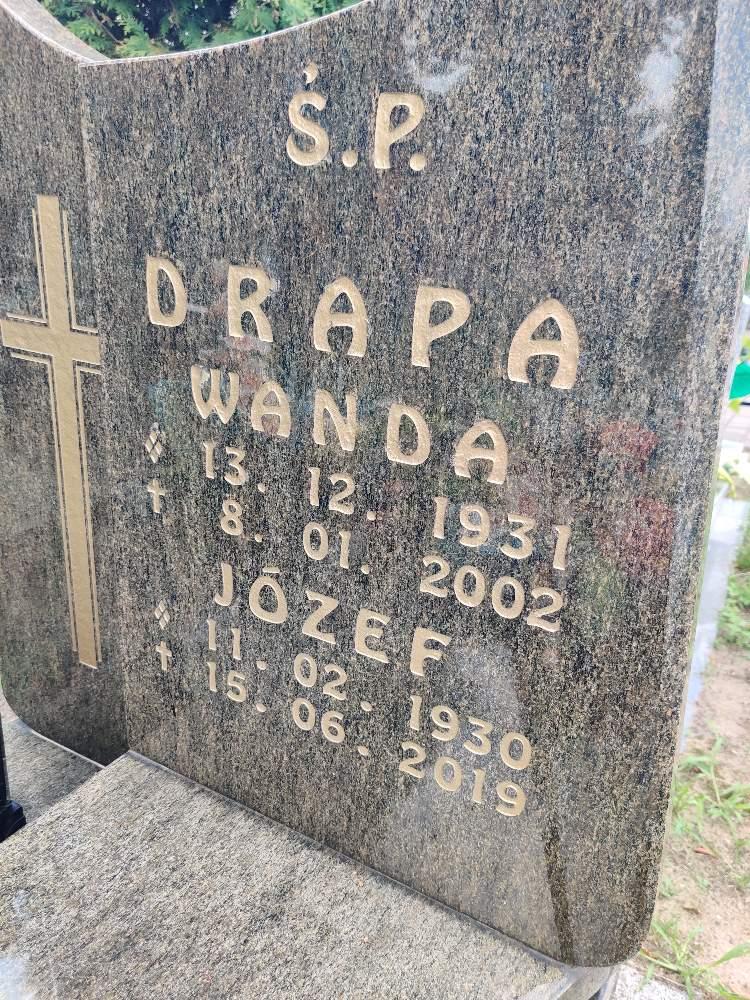 Ś.P.
DRAPA
WANDA
13. 12. 1931
† 8. 01. 2002
JÓZEF
11. 02. 1930
† 15. 06. 2019